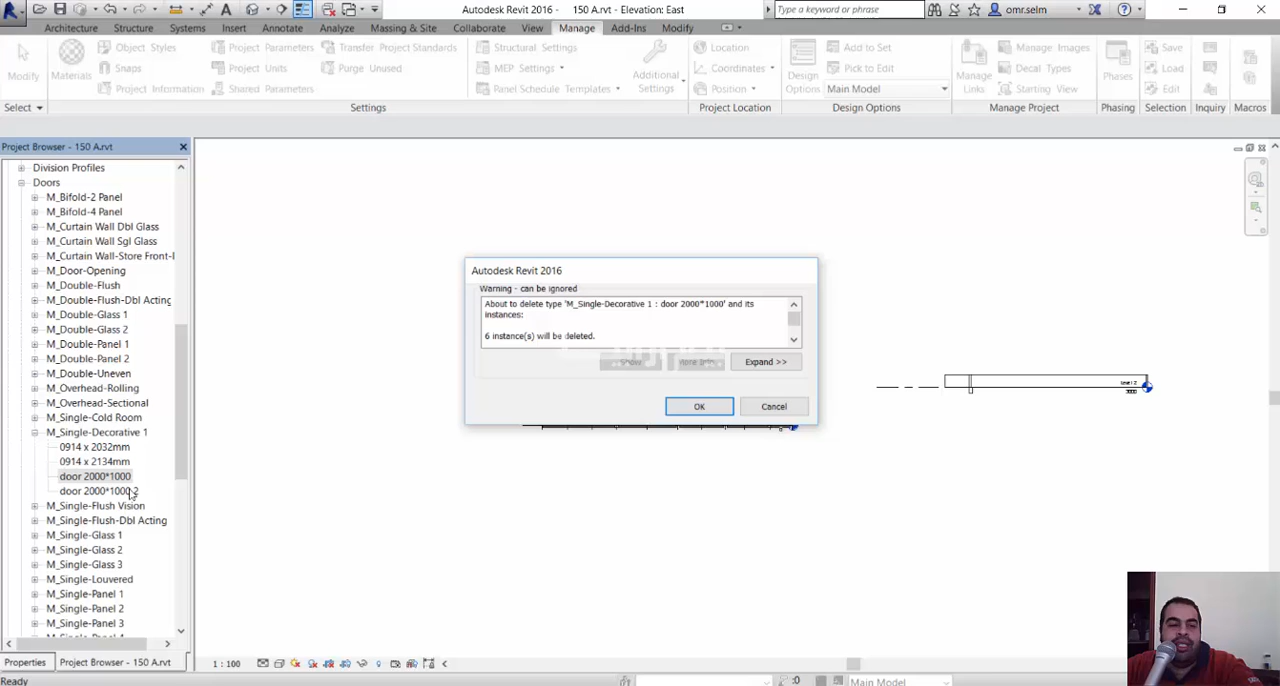 Autodesk Revit 2016 - 150 A.rvt - Elevation: East
Type a keyword or phrase
omr.selm
Architecture Structure Systems Insert Annotate Analyze Massing & Site Collaborate View Manage Add-Ins Modify
Modify
Select
Materials
Object Styles
Snaps
Project Information
Project Parameters
Project Units
Shared Parameters
Transfer Project Standards
Purge Unused
Structural Settings
MEP Settings
Panel Schedule Templates
Additional Settings
Settings
Location
Coordinates
Position
Project Location
Design Options
Add to Set
Pick to Edit
Main Model
Design Options
Manage Links
Manage Images
Decal Types
Starting View
Manage Project
Phases
Phasing
Save
Load
Edit
Selection
Inquiry
Macros
Project Browser - 150 A.rvt
Division Profiles
Doors
M_Bifold-2 Panel
M_Bifold-4 Panel
M_Curtain Wall Dbl Glass
M_Curtain Wall Sgl Glass
M_Curtain Wall-Store Front-
M_Door-Opening
M_Double-Flush
M_Double-Flush-Dbl Acting
M_Double-Glass 1
M_Double-Glass 2
M_Double-Panel 1
M_Double-Panel 2
M_Double-Uneven
M_Overhead-Rolling
M_Overhead-Sectional
M_Single-Cold Room
M_Single-Decorative 1
0914 x 2032mm
0914 x 2134mm
door 2000*1000
door 2000*1000 2
M_Single-Flush Vision
M_Single-Flush-Dbl Acting
M_Single-Glass 1
M_Single-Glass 2
M_Single-Glass 3
M_Single-Louvered
M_Single-Panel 1
M_Single-Panel 2
M_Single-Panel 3
M_Single-Panel 4
Properties
Project Browser - 150 A.rvt
Autodesk Revit 2016
Warning - can be ignored
About to delete type 'M_Single-Decorative 1 : door 2000*1000' and its
instances:
6 instance(s) will be deleted.
Show
More Info
Expand >>
OK
Cancel
Level 2
1 : 100
Ready
:0
Main Model